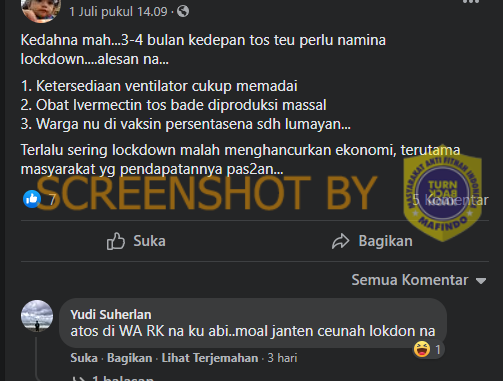 1 Juli pukul 14.09 ·
Kedahna mah...3-4 bulan kedepan tos teu perlu namina
lockdown....alesan na...
1. Ketersediaan ventilator cukup memadai
2. Obat Ivermectin tos bade diproduksi massal
3. Warga nu di vaksin persentasena sdh lumayan...
Terlalu sering lockdown malah menghancurkan ekonomi, terutama
masyarakat yg pendapatannya pas2an...
SCREENSHOT BY
MASYARAKAT ANTI FITNAH INDONESIA
TURN
BACK
HOAX
MAFINDO
7
5 Komentar
Suka
Bagikan
Semua Komentar
Yudi Suherlan
atos di WA RK na ku abi..moal janten ceunah lokdon na
1
Suka · Bagikan · Lihat Terjemahan · 3 hari
1 balasan